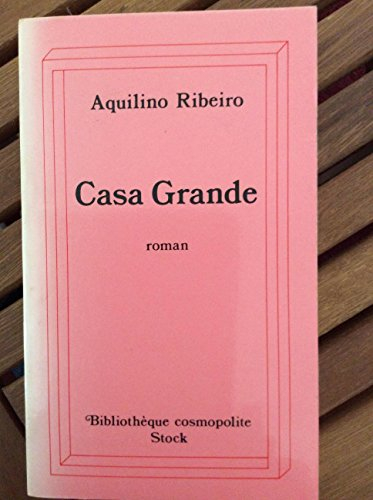 Aquilino Ribeiro
Casa Grande
roman
Bibliothèque cosmopolite
Stock